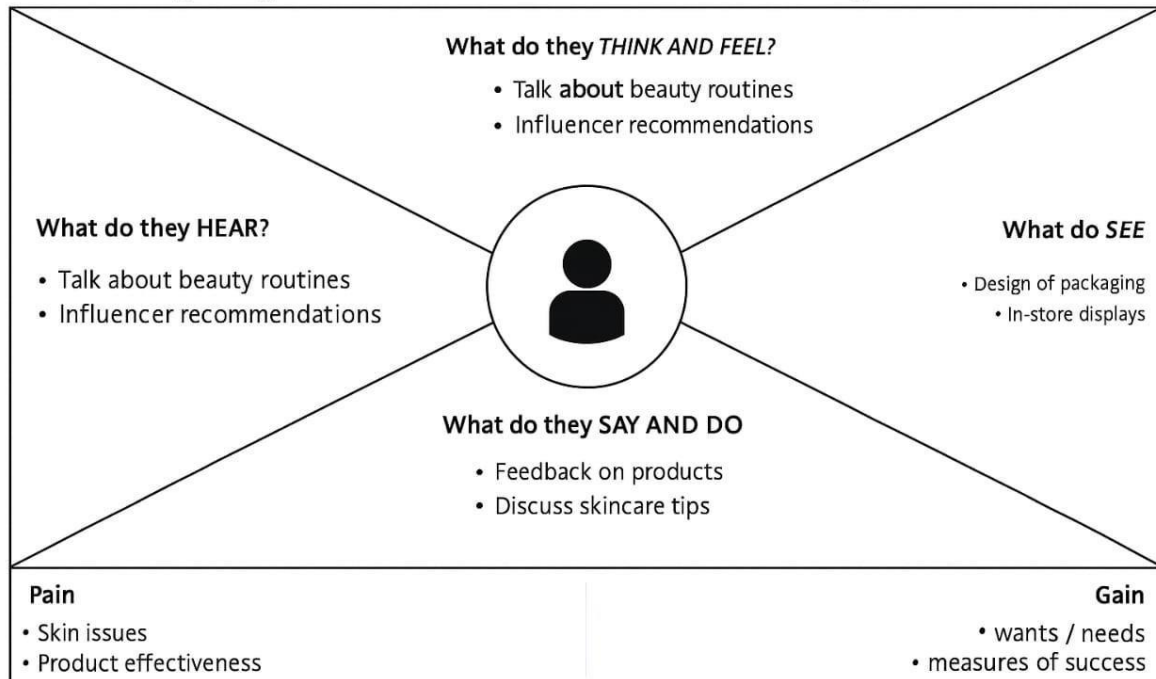 What do they THINK AND FEEL?
• Talk about beauty routines
• Influencer recommendations
What do they HEAR?
• Talk about beauty routines
• Influencer recommendations
What do SEE
• Design of packaging
• In-store displays
What do they SAY AND DO
• Feedback on products
• Discuss skincare tips
Pain
• Skin issues
• Product effectiveness
Gain
• wants / needs
• measures of success